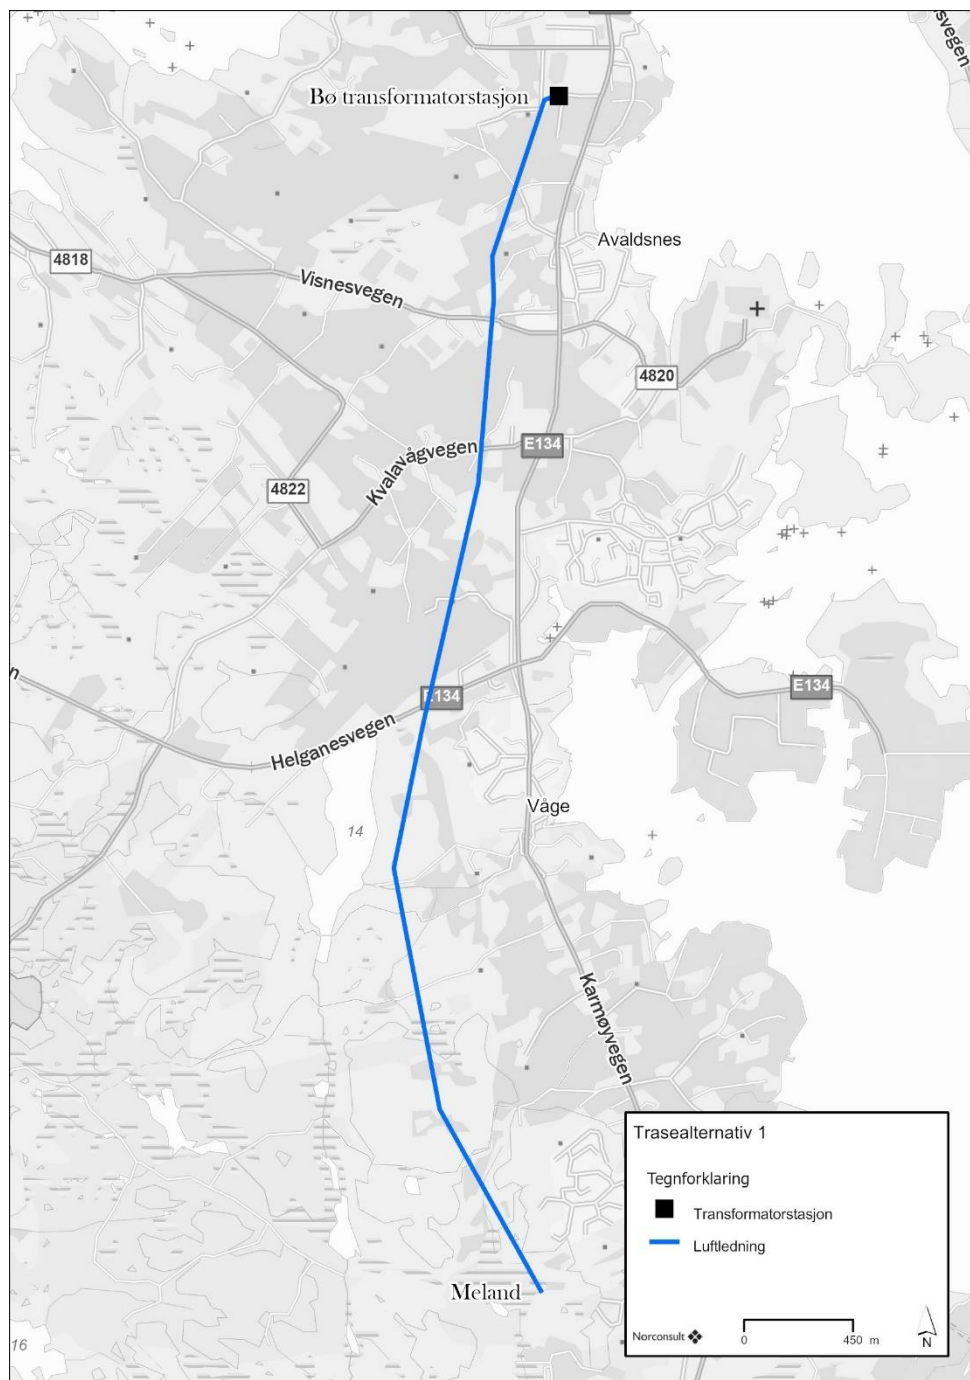 svegen
Bø transformatorstasjon
Avaldsnes
4818
Visnesvegen
4820
E134
Kvalavågvegen
4822
n
E134
E134
Helganesvegen
Våge
14
Karmøyvegen
Trasealternativ 1
Tegnforklaring
Transformatorstasjon
Luftledning
Meland
Norconsult
0 450 m
N
16